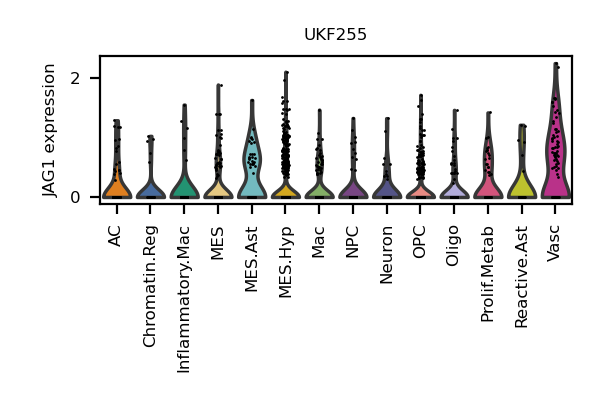 UKF255
JAG1 expression
2
0
AC
Chromatin.Reg
Inflammatory.Mac
MES
MES.Ast
MES.Hyp
Mac
NPC
Neuron
OPC
Oligo
Prolif.Metab
Reactive.Ast
Vasc